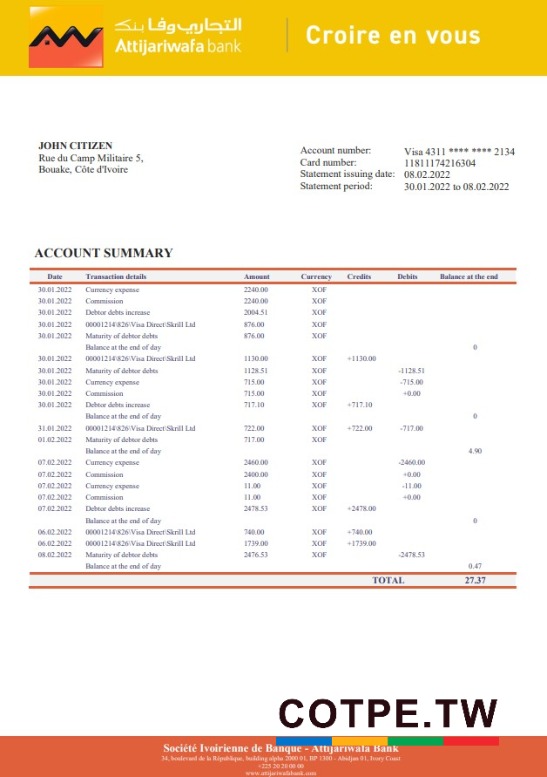 التجاري وفا بنك
Attijariwafa bank
Croire en vous
JOHN CITIZEN
Rue du Camp Militaire 5,
Bouake, Côte d'Ivoire
Account number: Visa 4311 **** **** 2134
Card number: 11811174216304
Statement issuing date: 08.02.2022
Statement period: 30.01.2022 to 08.02.2022
ACCOUNT SUMMARY
Date Transaction details Amount Currency Credits Debits Balance at the end
30.01.2022 Currency expense 2240.00 XOF
30.01.2022 Commission 2240.00 XOF
30.01.2022 Debtor debts increase 2004.51 XOF
30.01.2022 00001214\826\Visa Direct\Skrill Ltd 876.00 XOF
30.01.2022 Maturity of debtor debts 876.00 XOF
Balance at the end of day 0
30.01.2022 00001214\826\Visa Direct\Skrill Ltd 1130.00 XOF +1130.00
30.01.2022 Maturity of debtor debts 1128.51 XOF -1128.51
30.01.2022 Currency expense 715.00 XOF -715.00
30.01.2022 Commission 715.00 XOF +0.00
30.01.2022 Debtor debts increase 717.10 XOF +717.10
Balance at the end of day 0
31.01.2022 00001214\826\Visa Direct\Skrill Ltd 722.00 XOF +722.00 -717.00
01.02.2022 Maturity of debtor debts 717.00 XOF
Balance at the end of day 4.90
07.02.2022 Currency expense 2460.00 XOF -2460.00
07.02.2022 Commission 2400.00 XOF +0.00
07.02.2022 Currency expense 11.00 XOF -11.00
07.02.2022 Commission 11.00 XOF +0.00
07.02.2022 Debtor debts increase 2478.53 XOF +2478.00
Balance at the end of day 0
06.02.2022 00001214\826\Visa Direct\Skrill Ltd 740.00 XOF +740.00
06.02.2022 00001214\826\Visa Direct\Skrill Ltd 1739.00 XOF +1739.00
08.02.2022 Maturity of debtor debts 2476.53 XOF -2478.53
Balance at the end of day 0.47
TOTAL 27.37
COTPE.TW
Société Ivoirienne de Banque - Attijariwafa Bank
34, boulevard de la République, building alpha 2000 01, BP 1300 - Abidjan 01, Ivory Coast
+225 20 20 00 00
www.attijariwafabank.com